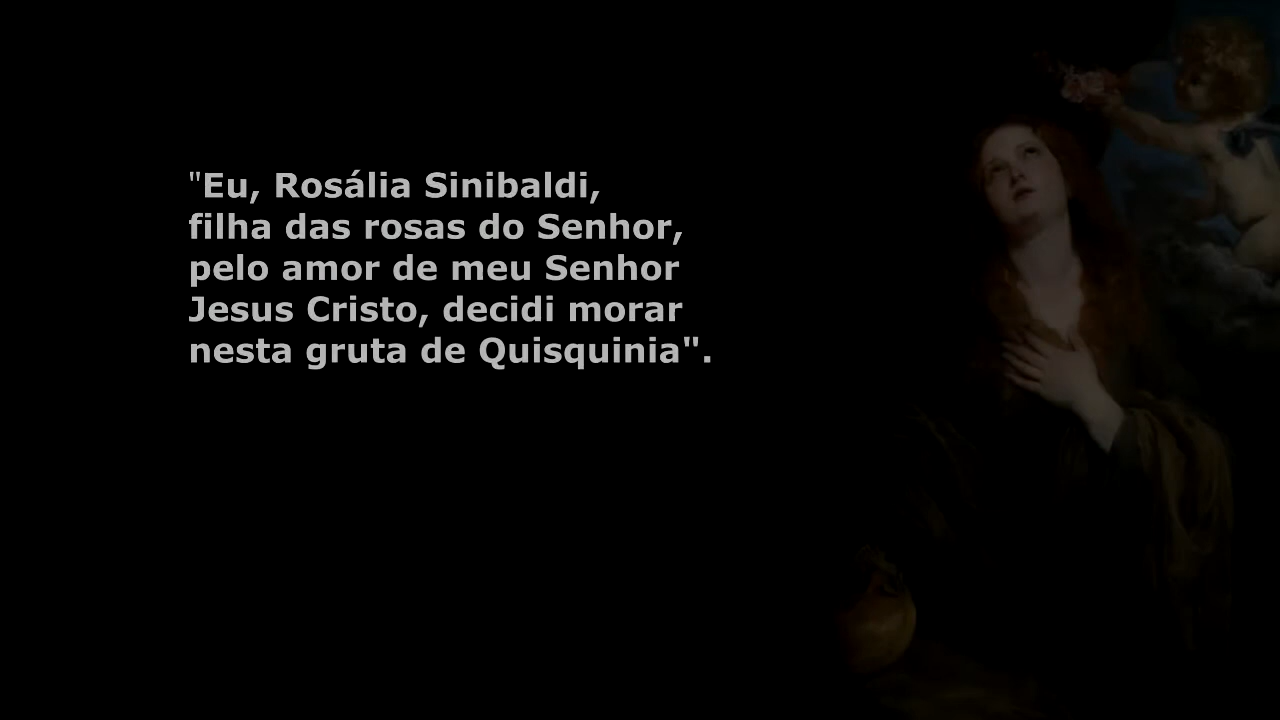 "Eu, Rosália Sinibaldi,
filha das rosas do Senhor,
pelo amor de meu Senhor
Jesus Cristo, decidi morar
nesta gruta de Quisquinia".